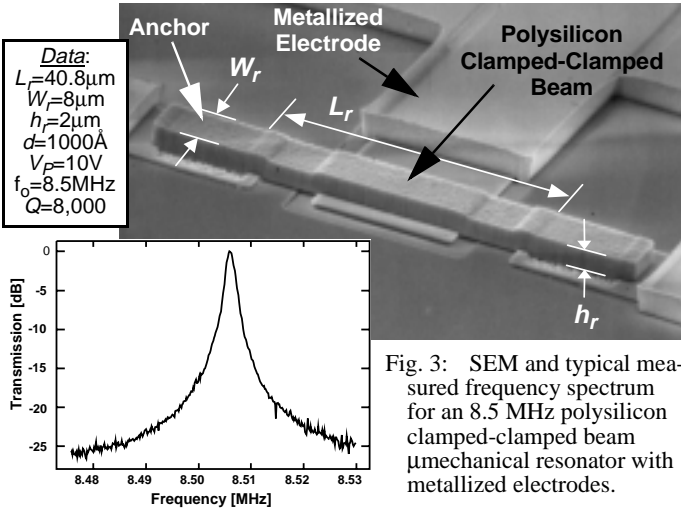 Data:
Lr=40.8µm
Wr=8µm
hr=2µm
d=1000Å
VP=10V
fo=8.5MHz
Q=8,000
Anchor
Wr
Metallized
Electrode
Lr
Polysilicon
Clamped-Clamped
Beam
hr
Transmission [dB]
0
-5
-10
-15
-20
-25
8.48
8.49
8.50
8.51
8.52
8.53
Frequency [MHz]
Fig. 3: SEM and typical mea-
sured frequency spectrum
for an 8.5 MHz polysilicon
clamped-clamped beam
µmechanical resonator with
metallized electrodes.